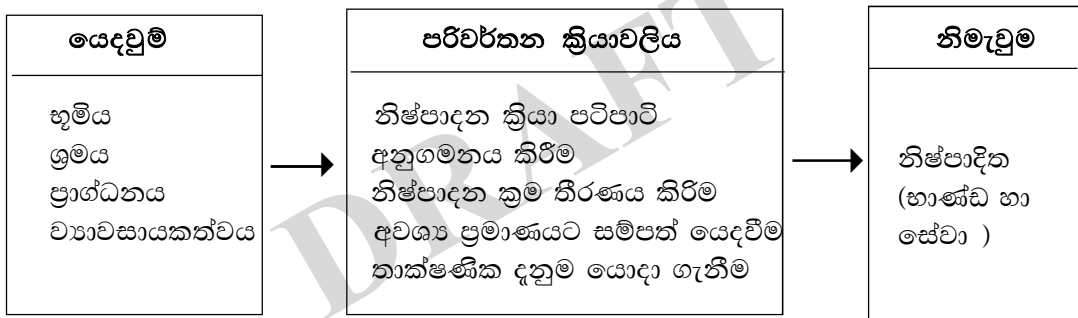 යෙදවුම්
භූමිය
ශ්‍රමය
ප්‍රාග්ධනය
ව්‍යාවසායකත්වය
පරිවර්තන ක්‍රියාවලිය
නිෂ්පාදන ක්‍රියා පටිපාටි
අනුගමනය කිරීම
නිෂ්පාදන ක්‍රම තීරණය කිරිම
අවශ්‍ය ප්‍රමාණයට සම්පත් යෙදවීම
තාක්ෂණික දැනුම යොදා ගැනීම
නිමැවුම
නිෂ්පාදිත
(භාණ්ඩ හා
සේවා )
DRAFT